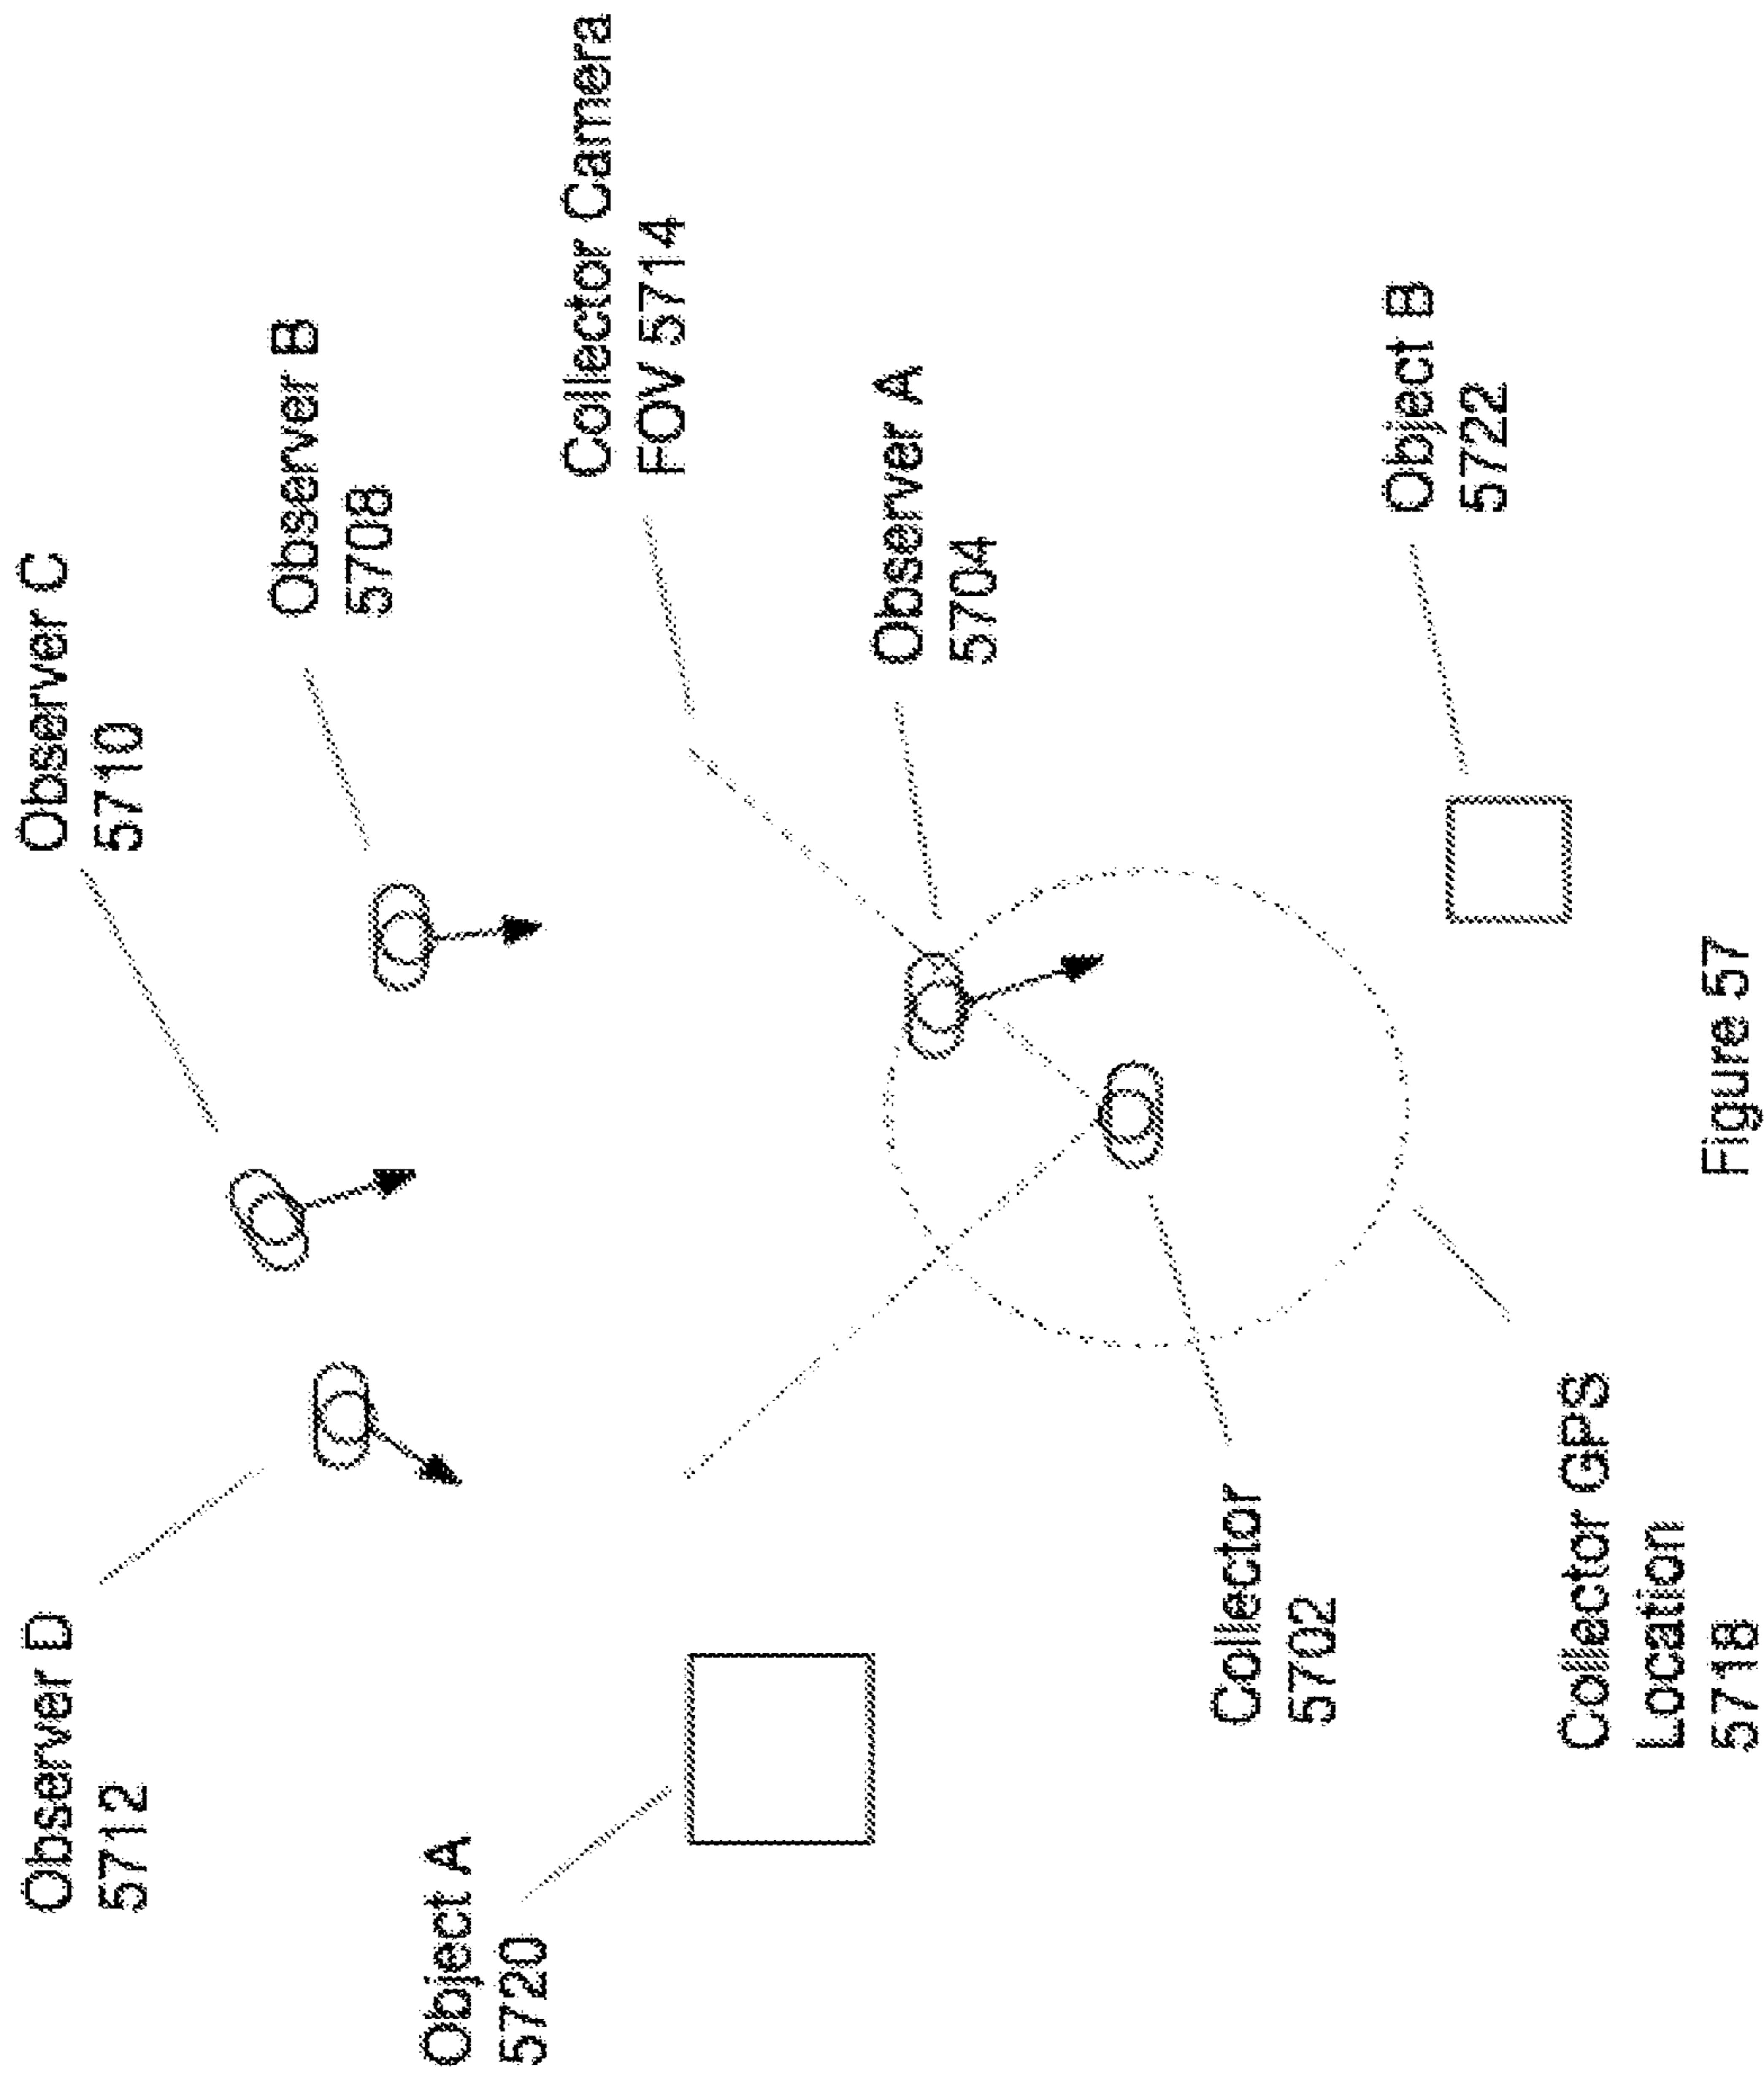 Observer D
5712
Observer C
5710
Observer B
5708
Object A
5720
Collector Camera
FOV 5714
Observer A
5704
Collector
5702
Object B
5722
Collector GPS
Location
5718
Figure 57